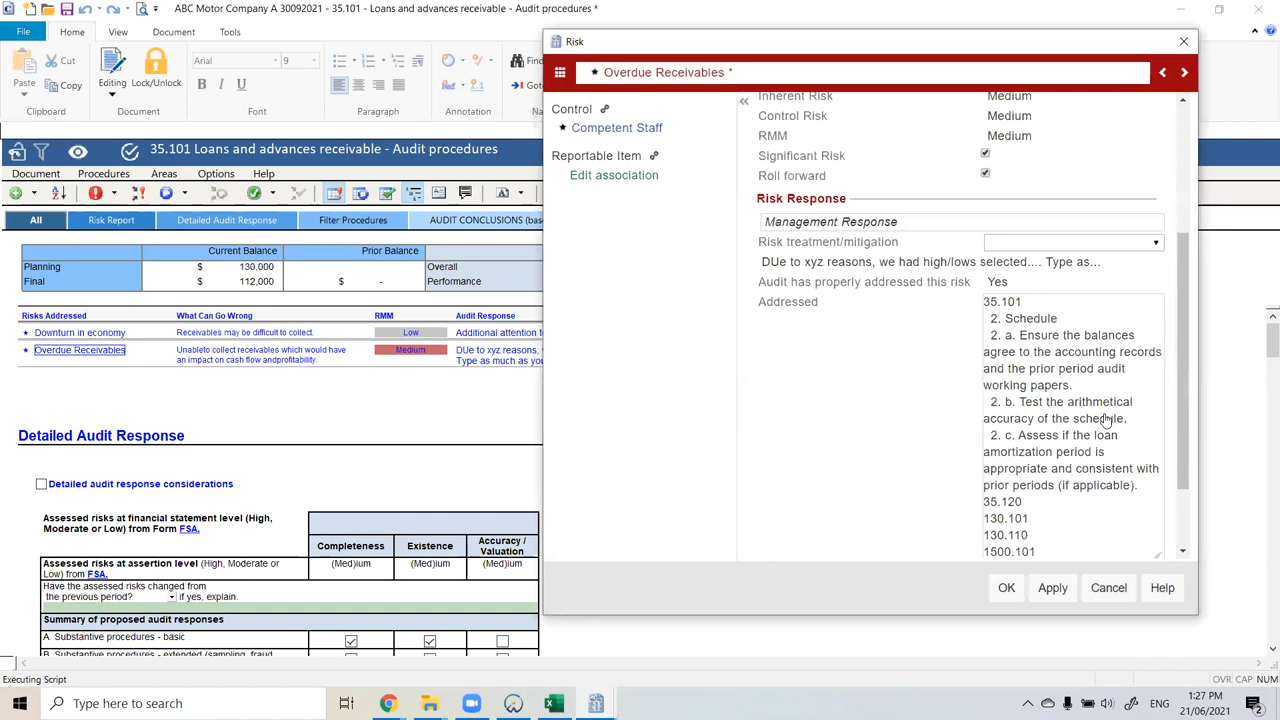 ABC Motor Company A 30092021 - 35.101 - Loans and advances receivable - Audit procedures *
File
Home
View
Document
Tools
Paste
Cut
Copy
Clipboard
Editing
Lock/Unlock
Document
Arial
9
B I U
Font
Paragraph
Ref
Annotation
Find
Goto
35.101 Loans and advances receivable - Audit procedures
Document
Procedures
Areas
Options
Help
All
Risk Report
Detailed Audit Response
Filter Procedures
AUDIT CONCLUSIONS (bas
Current Balance
Prior Balance
Planning
$
130,000
Overall
Final
$
112,000
$
-
Performance
Risks Addressed
What Can Go Wrong
RMM
Audit Response
Downturn in economy
Receivables may be difficult to collect.
Low
Additional attention t
Overdue Receivables
Unableto collect receivables which would have
an impact on cash flow andprofitability.
Medium
DUe to xyz reasons, w
Type as much as you
Detailed Audit Response
Detailed audit response considerations
Assessed risks at financial statement level (High,
Moderate or Low) from Form FSA.
Completeness
Existence
Accuracy /
Valuation
Assessed risks at assertion level (High, Moderate or
Low) from FSA.
(Med)ium
(Med)ium
(Med)ium
Have the assessed risks changed from
the previous period?
if yes, explain.
Summary of proposed audit responses
A. Substantive procedures - basic
B. Substantive procedures - extended (sampling, fraud
Executing Script
OVR CAP NUM
Risk
Overdue Receivables *
Control
Competent Staff
Reportable Item
Edit association
Inherent Risk
Medium
Control Risk
Medium
RMM
Medium
Significant Risk
Roll forward
Risk Response
Management Response
Risk treatment/mitigation
DUe to xyz reasons, we had high/lows selected.... Type as...
Audit has properly addressed this risk
Yes
Addressed
35.101
2. Schedule
2. a. Ensure the balances
agree to the accounting records
and the prior period audit
working papers.
2. b. Test the arithmetical
accuracy of the schedule.
2. c. Assess if the loan
amortization period is
appropriate and consistent with
prior periods (if applicable).
35.120
130.101
130.110
1500.101
OK
Apply
Cancel
Help
Type here to search
ENG
1:27 PM
21/06/2021
2